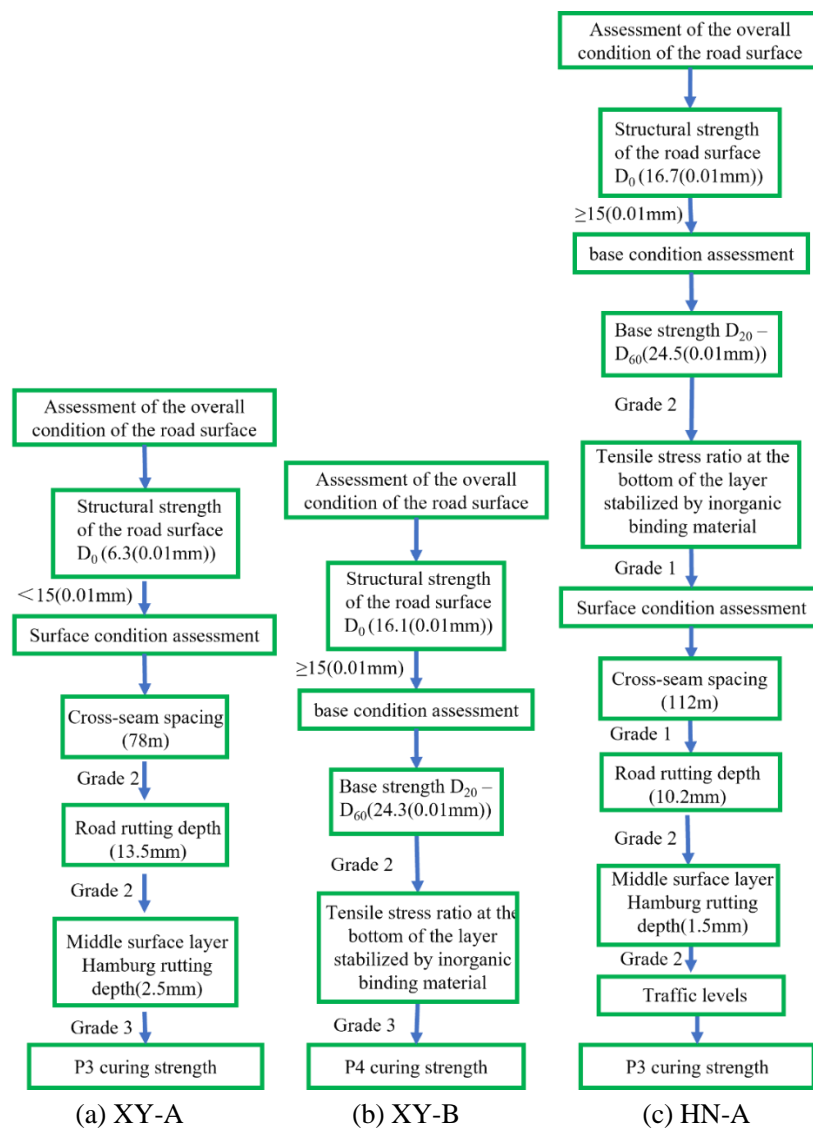 Assessment of the overall
condition of the road surface
Structural strength
of the road surface
D0 (6.3(0.01mm))
<15(0.01mm)
Surface condition assessment
Cross-seam spacing
(78m)
Grade 2
Road rutting depth
(13.5mm)
Grade 2
Middle surface layer
Hamburg rutting
depth(2.5mm)
Grade 3
P3 curing strength
(a) XY-A
Assessment of the overall
condition of the road surface
Structural strength
of the road surface
D0 (16.1(0.01mm))
≥15(0.01mm)
base condition assessment
Base strength D20 –
D60(24.3(0.01mm))
Grade 2
Tensile stress ratio at the
bottom of the layer
stabilized by inorganic
binding material
Grade 3
P4 curing strength
(b) XY-B
Assessment of the overall
condition of the road surface
Structural strength
of the road surface
D0 (16.7(0.01mm))
≥15(0.01mm)
base condition assessment
Base strength D20 –
D60(24.5(0.01mm))
Grade 2
Tensile stress ratio at the
bottom of the layer
stabilized by inorganic
binding material
Grade 1
Surface condition assessment
Cross-seam spacing
(112m)
Grade 1
Road rutting depth
(10.2mm)
Grade 2
Middle surface layer
Hamburg rutting
depth(1.5mm)
Grade 2
Traffic levels
P3 curing strength
(c) HN-A